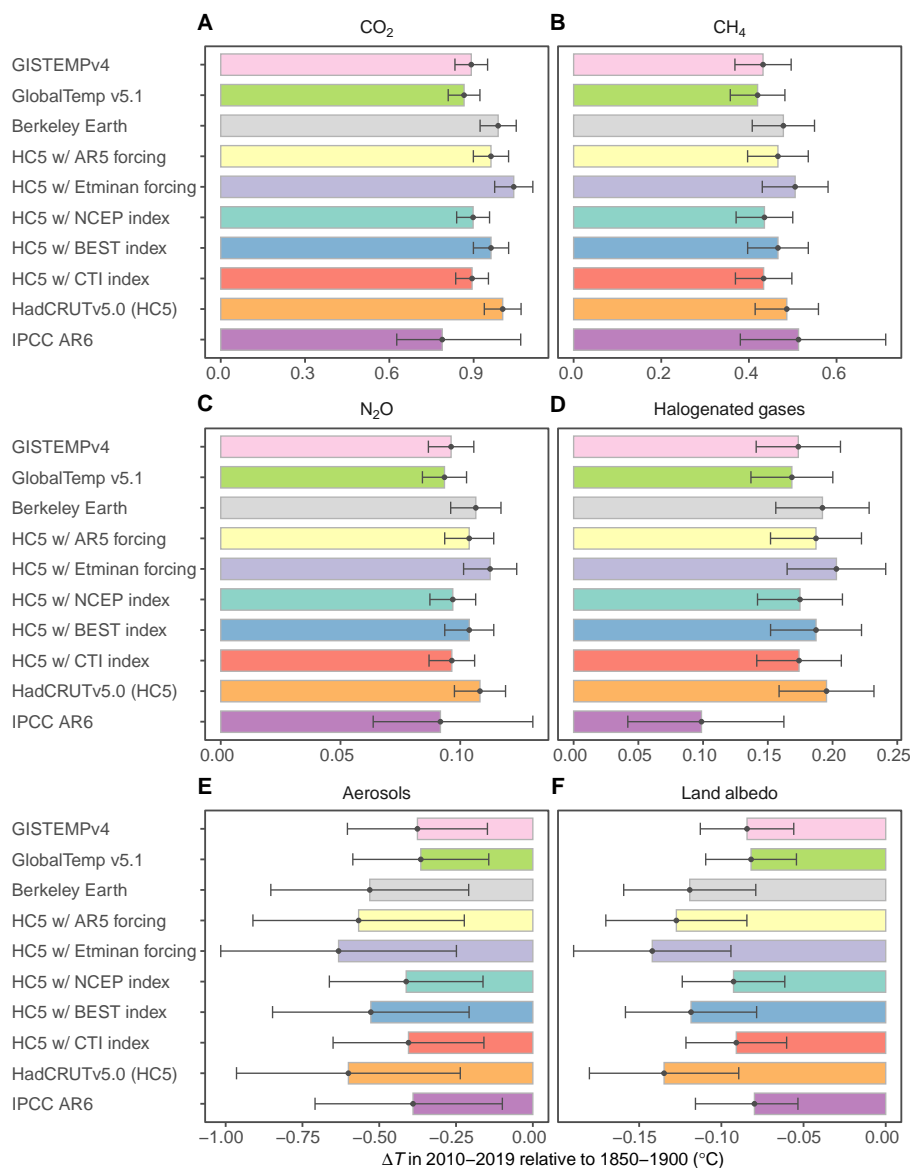 A CO₂ B CH₄
GISTEMPv4
GlobalTemp v5.1
Berkeley Earth
HC5 w/ AR5 forcing
HC5 w/ Etminan forcing
HC5 w/ NCEP index
HC5 w/ BEST index
HC5 w/ CTI index
HadCRUTv5.0 (HC5)
IPCC AR6
0.0 0.3 0.6 0.9 0.0 0.2 0.4 0.6
C N₂O D Halogenated gases
GISTEMPv4
GlobalTemp v5.1
Berkeley Earth
HC5 w/ AR5 forcing
HC5 w/ Etminan forcing
HC5 w/ NCEP index
HC5 w/ BEST index
HC5 w/ CTI index
HadCRUTv5.0 (HC5)
IPCC AR6
0.00 0.05 0.10 0.00 0.05 0.10 0.15 0.20 0.25
E Aerosols F Land albedo
GISTEMPv4
GlobalTemp v5.1
Berkeley Earth
HC5 w/ AR5 forcing
HC5 w/ Etminan forcing
HC5 w/ NCEP index
HC5 w/ BEST index
HC5 w/ CTI index
HadCRUTv5.0 (HC5)
IPCC AR6
−1.00 −0.75 −0.50 −0.25 0.00 −0.15 −0.10 −0.05 0.00
ΔT in 2010−2019 relative to 1850−1900 (°C)